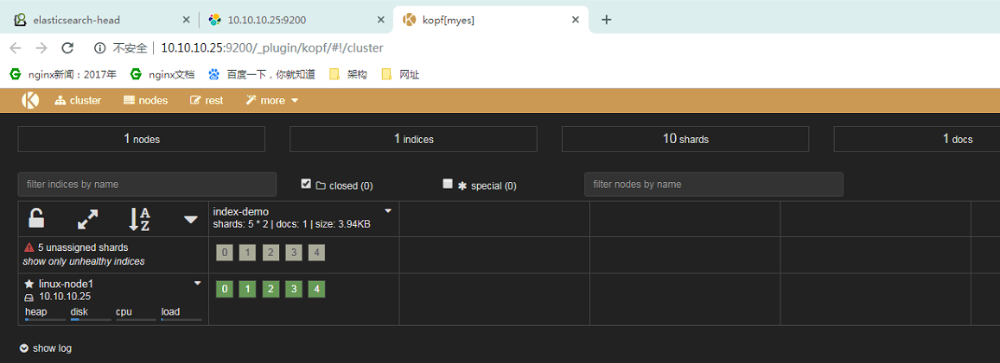 elasticsearch-head
10.10.10.25:9200
kopf[myes]
不安全 10.10.10.25:9200/_plugin/kopf/#!/cluster
nginx新闻：2017年 nginx文档 百度一下，你就知道 架构 网址
cluster nodes rest more
1 nodes 1 indices 10 shards 1 docs
filter indices by name closed (0) special (0) filter nodes by name
A Z
index-demo
shards: 5 * 2 | docs: 1 | size: 3.94KB
5 unassigned shards
show only unhealthy indices
0 1 2 3 4
linux-node1
10.10.10.25
heap disk cpu load
0 1 2 3 4
show log